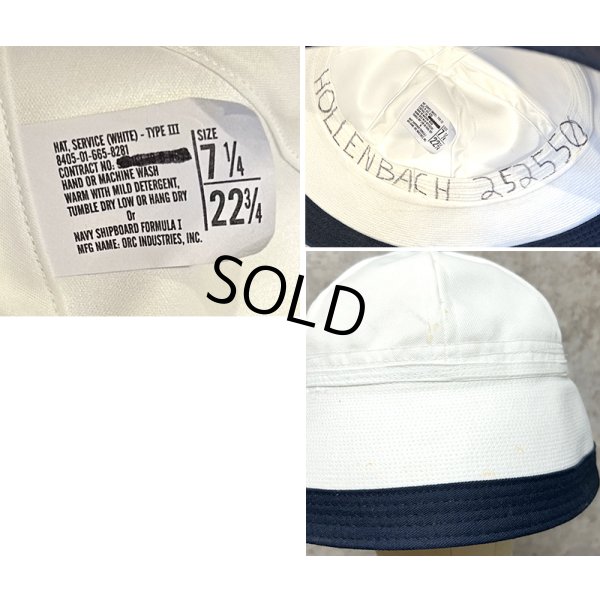 HAT, SERVICE (WHITE) - TYPE III
8405-01-665-8281
CONTRACT NO:
HAND OR MACHINE WASH
WARM WITH MILD DETERGENT,
TUMBLE DRY LOW OR HANG DRY
Or
NAVY SHIPBOARD FORMULA I
MFG NAME: ORC INDUSTRIES, INC.
SIZE
7 1/4
22 3/4
HOLLENBACH 252550
SOLD